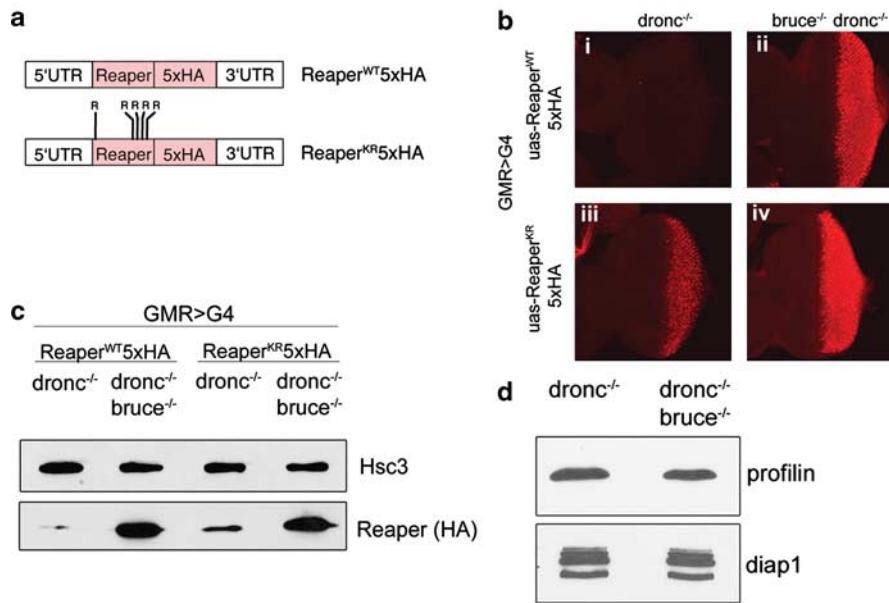 a
5'UTR Reaper 5xHA 3'UTR Reaper^WT5xHA
R R R R R
5'UTR Reaper 5xHA 3'UTR Reaper^KR5xHA
b
dronc-/- bruce-/- dronc-/-
GMR>G4
uas-Reaper^WT
5xHA
i ii
uas-Reaper^KR
5xHA
iii iv
c
GMR>G4
Reaper^WT5xHA Reaper^KR5xHA
dronc-/- dronc-/- dronc-/- dronc-/-
bruce-/- bruce-/-
Hsc3
Reaper (HA)
d
dronc-/- dronc-/-
bruce-/-
profilin
diap1